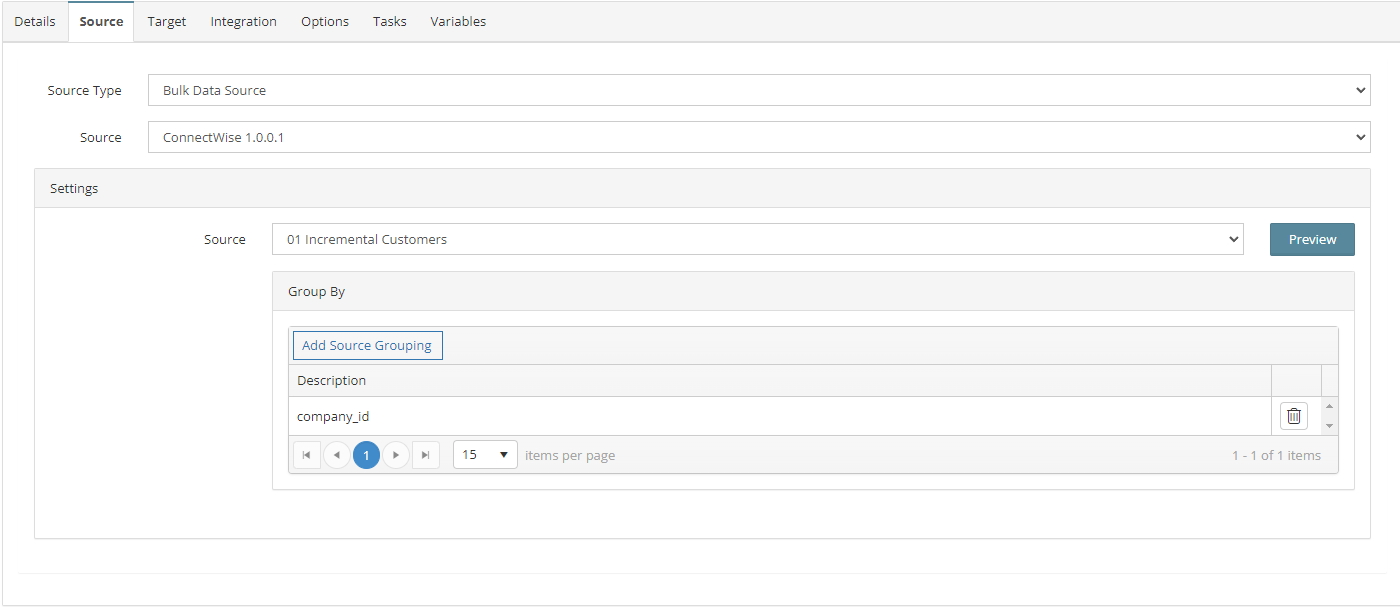 Details Source Target Integration Options Tasks Variables
Source Type Bulk Data Source
Source ConnectWise 1.0.0.1
Settings
Source 01 Incremental Customers Preview
Group By
Add Source Grouping
Description
company_id
1 15 items per page 1 - 1 of 1 items